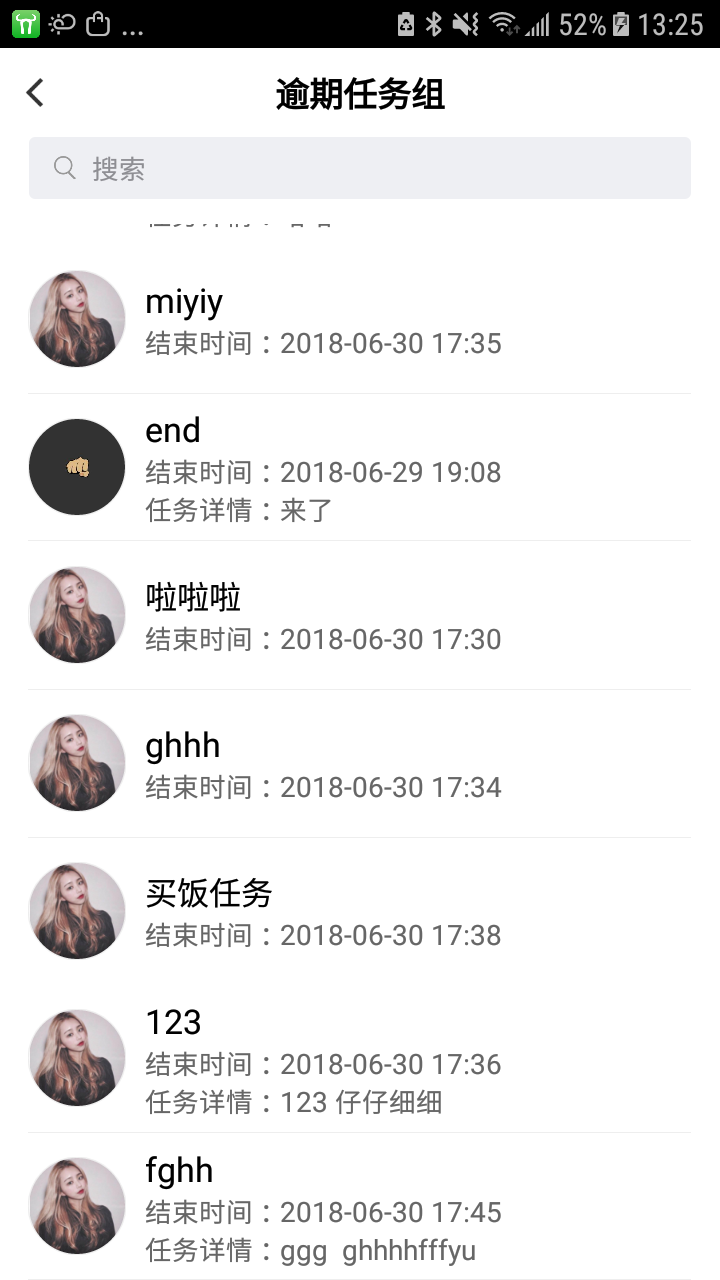 ... 52% 13:25
逾期任务组
搜索
miyiy
结束时间：2018-06-30 17:35
end
结束时间：2018-06-29 19:08
任务详情：来了
啦啦啦
结束时间：2018-06-30 17:30
ghhh
结束时间：2018-06-30 17:34
买饭任务
结束时间：2018-06-30 17:38
123
结束时间：2018-06-30 17:36
任务详情：123 仔仔细细
fghh
结束时间：2018-06-30 17:45
任务详情：ggg  ghhhhfffyu